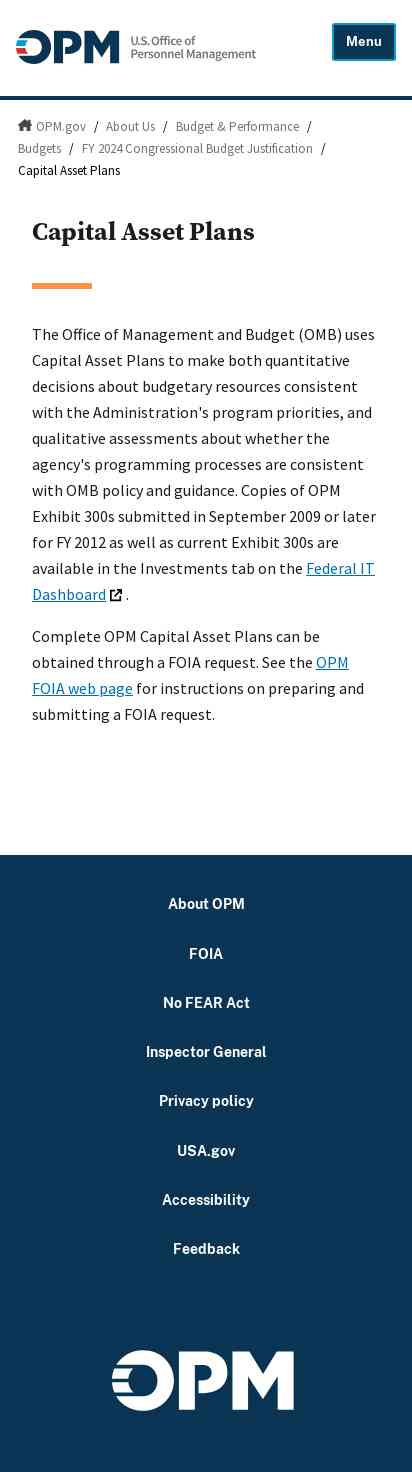 OPM U.S. Office of
Personnel Management
Menu
OPM.gov / About Us / Budget & Performance /
Budgets / FY 2024 Congressional Budget Justification /
Capital Asset Plans
Capital Asset Plans
The Office of Management and Budget (OMB) uses
Capital Asset Plans to make both quantitative
decisions about budgetary resources consistent
with the Administration's program priorities, and
qualitative assessments about whether the
agency's programming processes are consistent
with OMB policy and guidance. Copies of OPM
Exhibit 300s submitted in September 2009 or later
for FY 2012 as well as current Exhibit 300s are
available in the Investments tab on the Federal IT
Dashboard .
Complete OPM Capital Asset Plans can be
obtained through a FOIA request. See the OPM
FOIA web page for instructions on preparing and
submitting a FOIA request.
About OPM
FOIA
No FEAR Act
Inspector General
Privacy policy
USA.gov
Accessibility
Feedback
OPM